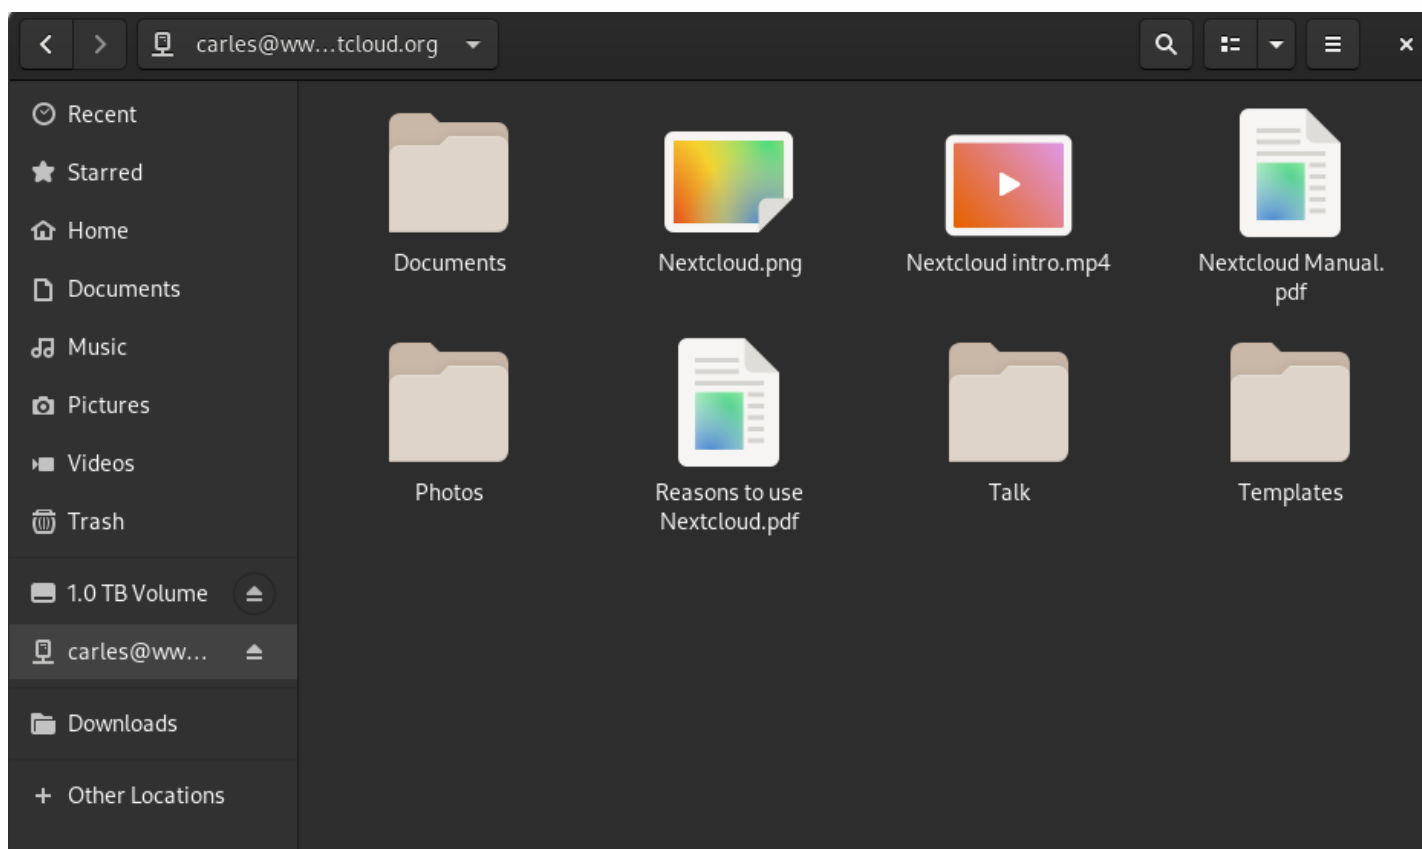 carles@ww...tcloud.org
Recent
Starred
Home
Documents
Music
Pictures
Videos
Trash
1.0 TB Volume
carles@ww...
Downloads
Other Locations
Documents
Nextcloud.png
Nextcloud intro.mp4
Nextcloud Manual.
pdf
Photos
Reasons to use
Nextcloud.pdf
Talk
Templates